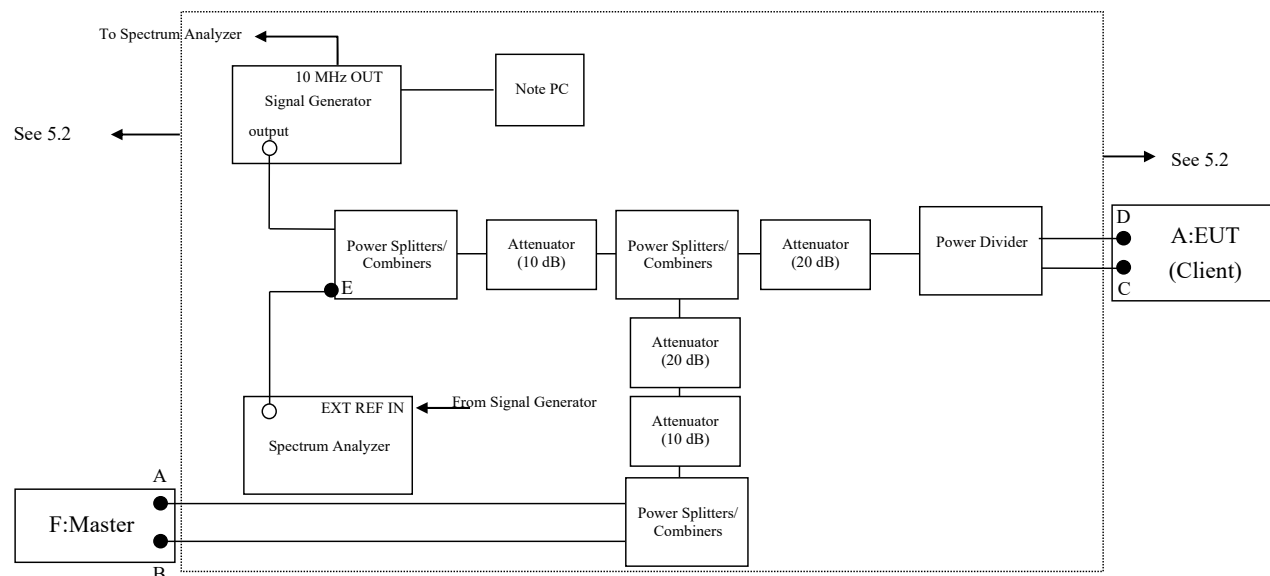 To Spectrum Analyzer
10 MHz OUT
Signal Generator
output
Note PC
See 5.2
See 5.2
Power Splitters/
Combiners
E
Attenuator
(10 dB)
Power Splitters/
Combiners
Attenuator
(20 dB)
Power Divider
D
C
A:EUT
(Client)
Attenuator
(20 dB)
Attenuator
(10 dB)
EXT REF IN
From Signal Generator
Spectrum Analyzer
A
F:Master
B
Power Splitters/
Combiners